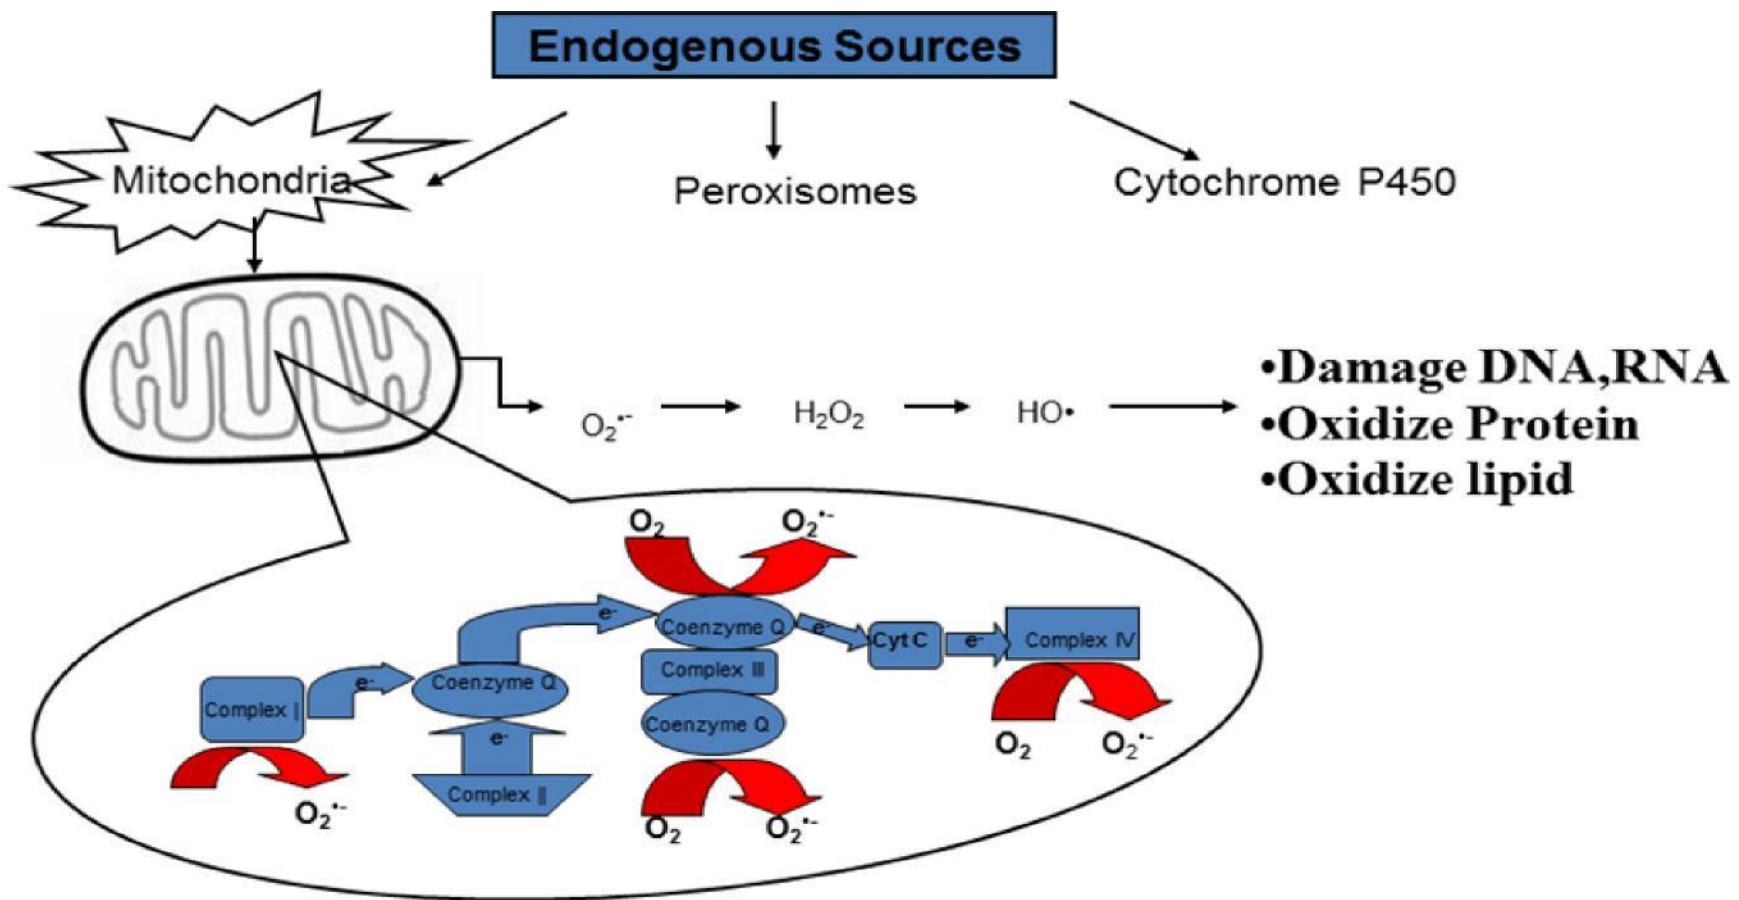 Endogenous Sources
Mitochondria
Peroxisomes
Cytochrome P450
O₂•-
H₂O₂
HO•
•Damage DNA,RNA
•Oxidize Protein
•Oxidize lipid
O₂
O₂•-
e-
Coenzyme Q
e-
Cyt C
e-
Complex IV
Complex III
Coenzyme Q
e-
Coenzyme Q
Complex I
e-
Complex II
O₂•-
O₂
O₂•-
O₂
O₂•-